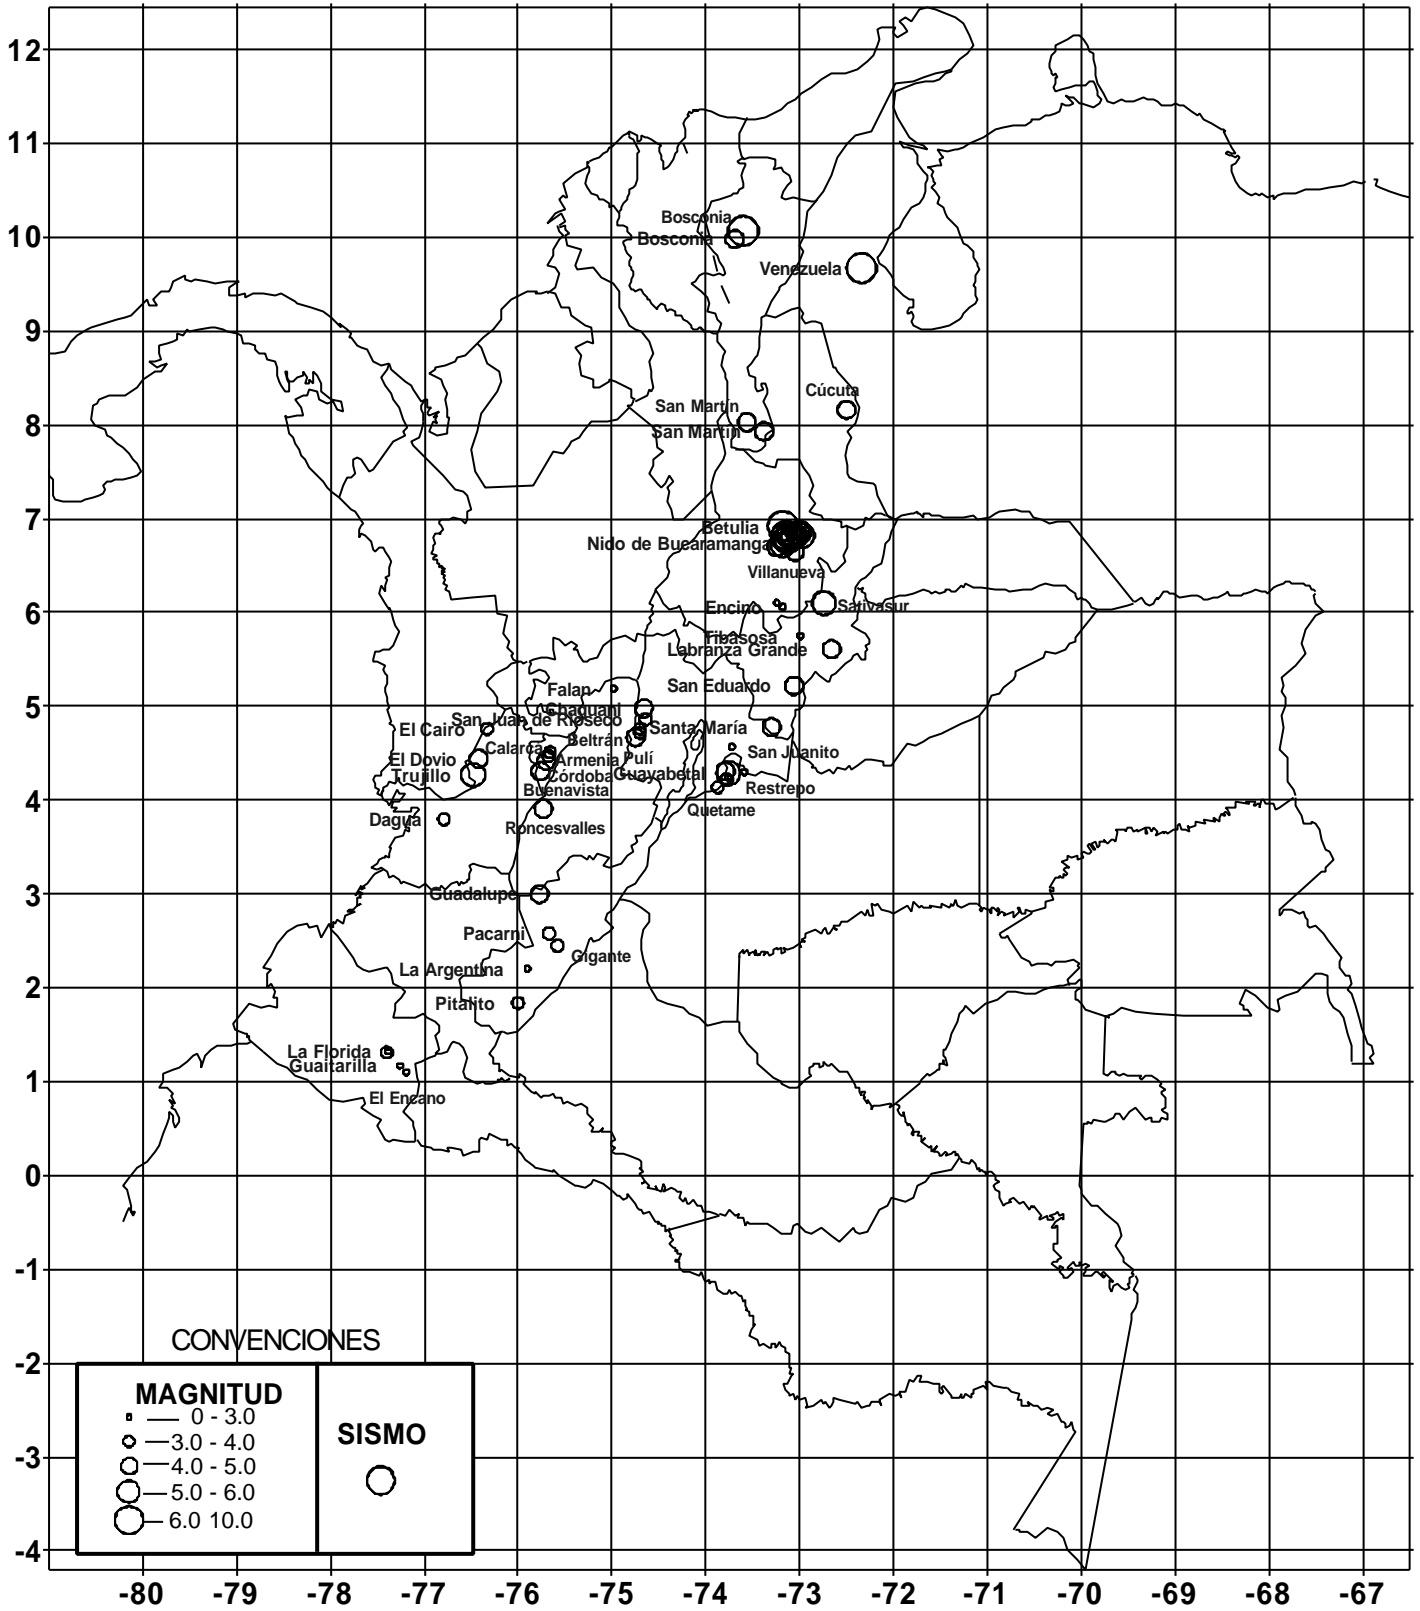 12
11
10
9
8
7
6
5
4
3
2
1
0
-1
-2
-3
-4
Bosconia
Bosconia
Venezuela
Cúcuta
San Martín
San Martín
Betulia
Nido de Bucaramanga
Villanueva
Encino
Sativasur
Tibasosa
Labranza Grande
San Eduardo
Falan
Chaguaní
San Juan de Rioseco
El Cairo
Santa María
Beltrán
Calarcá
San Juanito
El Dovio
Armenia
Pulí
Trujillo
Córdoba
Guayabetal
Buenavista
Restrepo
Quetame
Dagua
Roncesvalles
Guadalupe
Pacarni
Gigante
La Argentina
Pitalito
La Florida
Guaitarilla
El Encano
CONVENCIONES
MAGNITUD
0 - 3.0
3.0 - 4.0
4.0 - 5.0
5.0 - 6.0
6.0 10.0
SISMO
-80 -79 -78 -77 -76 -75 -74 -73 -72 -71 -70 -69 -68 -67